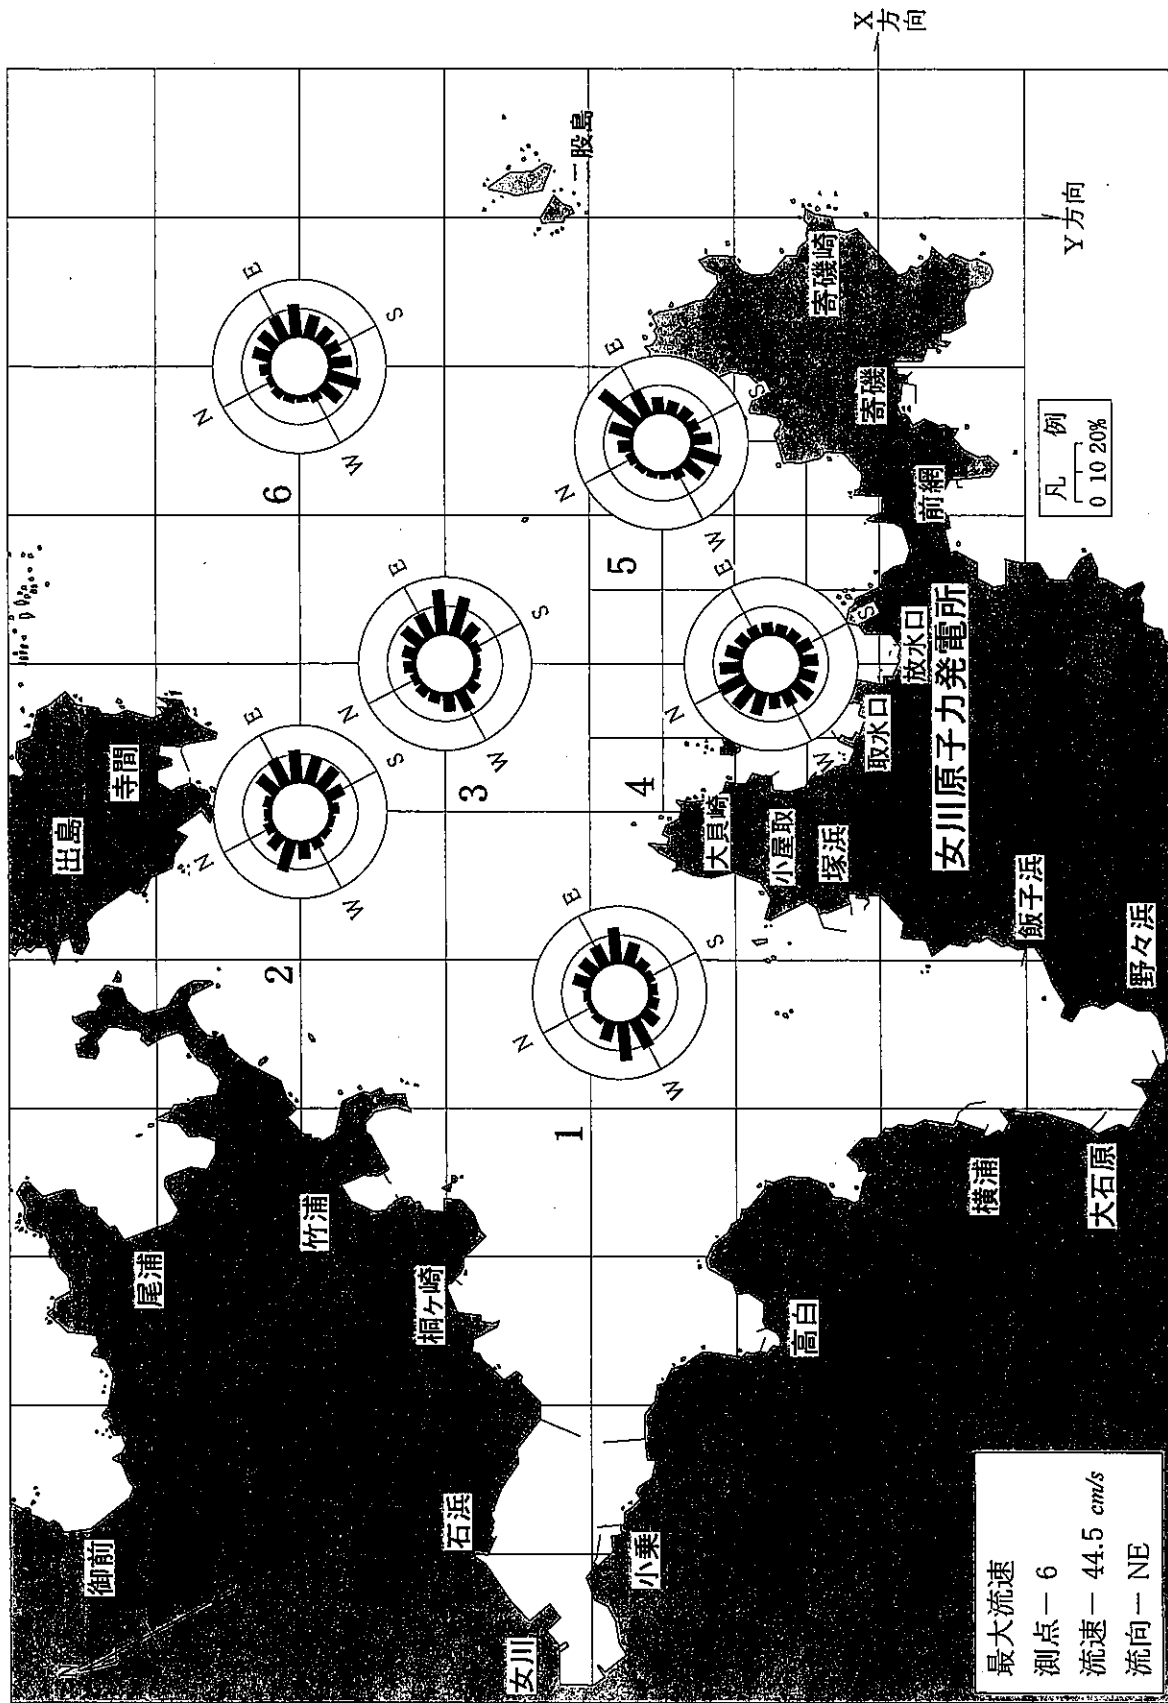 出島
寺間
二股島
尾浦
竹浦
桐ヶ崎
御前
石浜
女川
小乗
高白
横浦
大石原
野々浜
飯子浜
塚浜
小屋取
大貝崎
取水口
放水口
女川原子力発電所
前網
寄磯
寄磯崎
X方向
Y方向
N
1
N
E
S
W
2
N
E
S
W
3
N
E
S
W
4
N
E
S
W
5
N
E
S
W
6
N
E
S
W
凡 例
0 10 20%
最大流速
測点－6
流速－44.5 cm/s
流向－NE